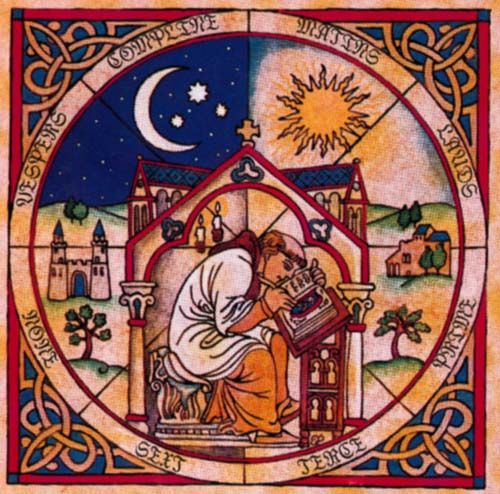 MATINS
LAUDS
PRIME
TERCE
SEXT
NONE
VESPERS
COMPLINE